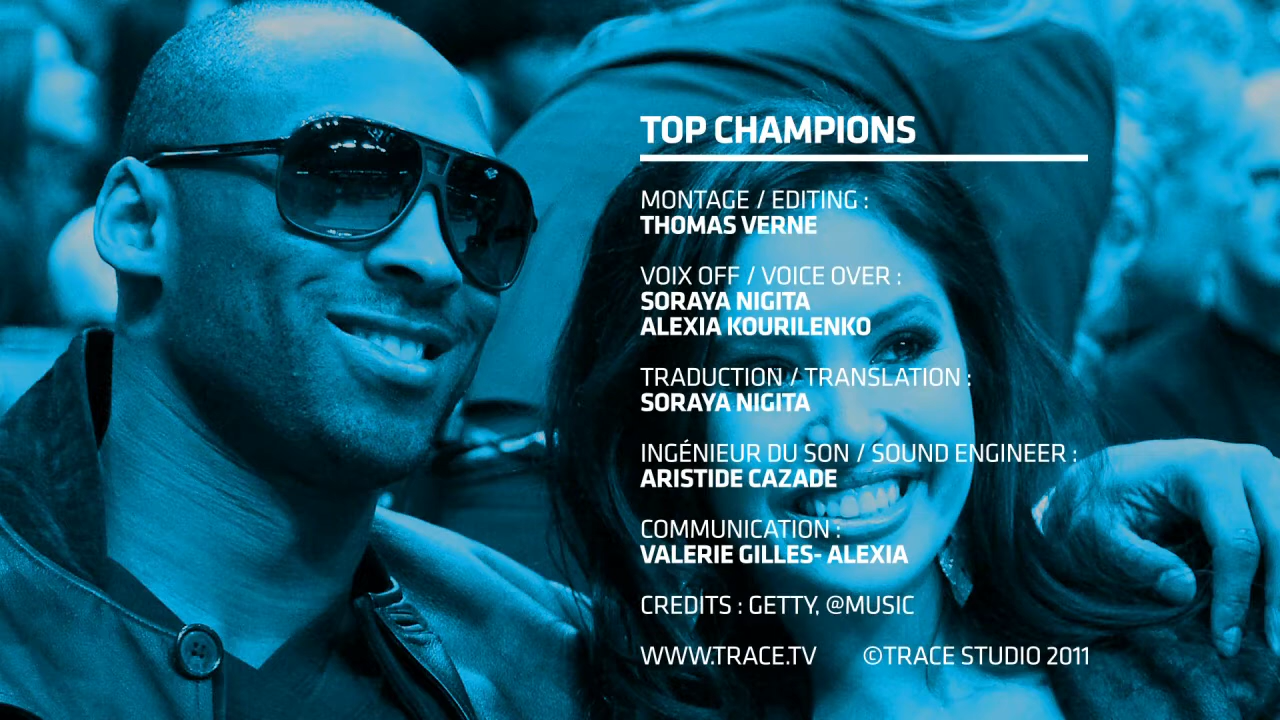 TOP CHAMPIONS
MONTAGE / EDITING :
THOMAS VERNE
VOIX OFF / VOICE OVER :
SORAYA NIGITA
ALEXIA KOURILENKO
TRADUCTION / TRANSLATION :
SORAYA NIGITA
INGÉNIEUR DU SON / SOUND ENGINEER :
ARISTIDE CAZADE
COMMUNICATION :
VALERIE GILLES- ALEXIA
CREDITS : GETTY, @MUSIC
WWW.TRACE.TV ©TRACE STUDIO 2011